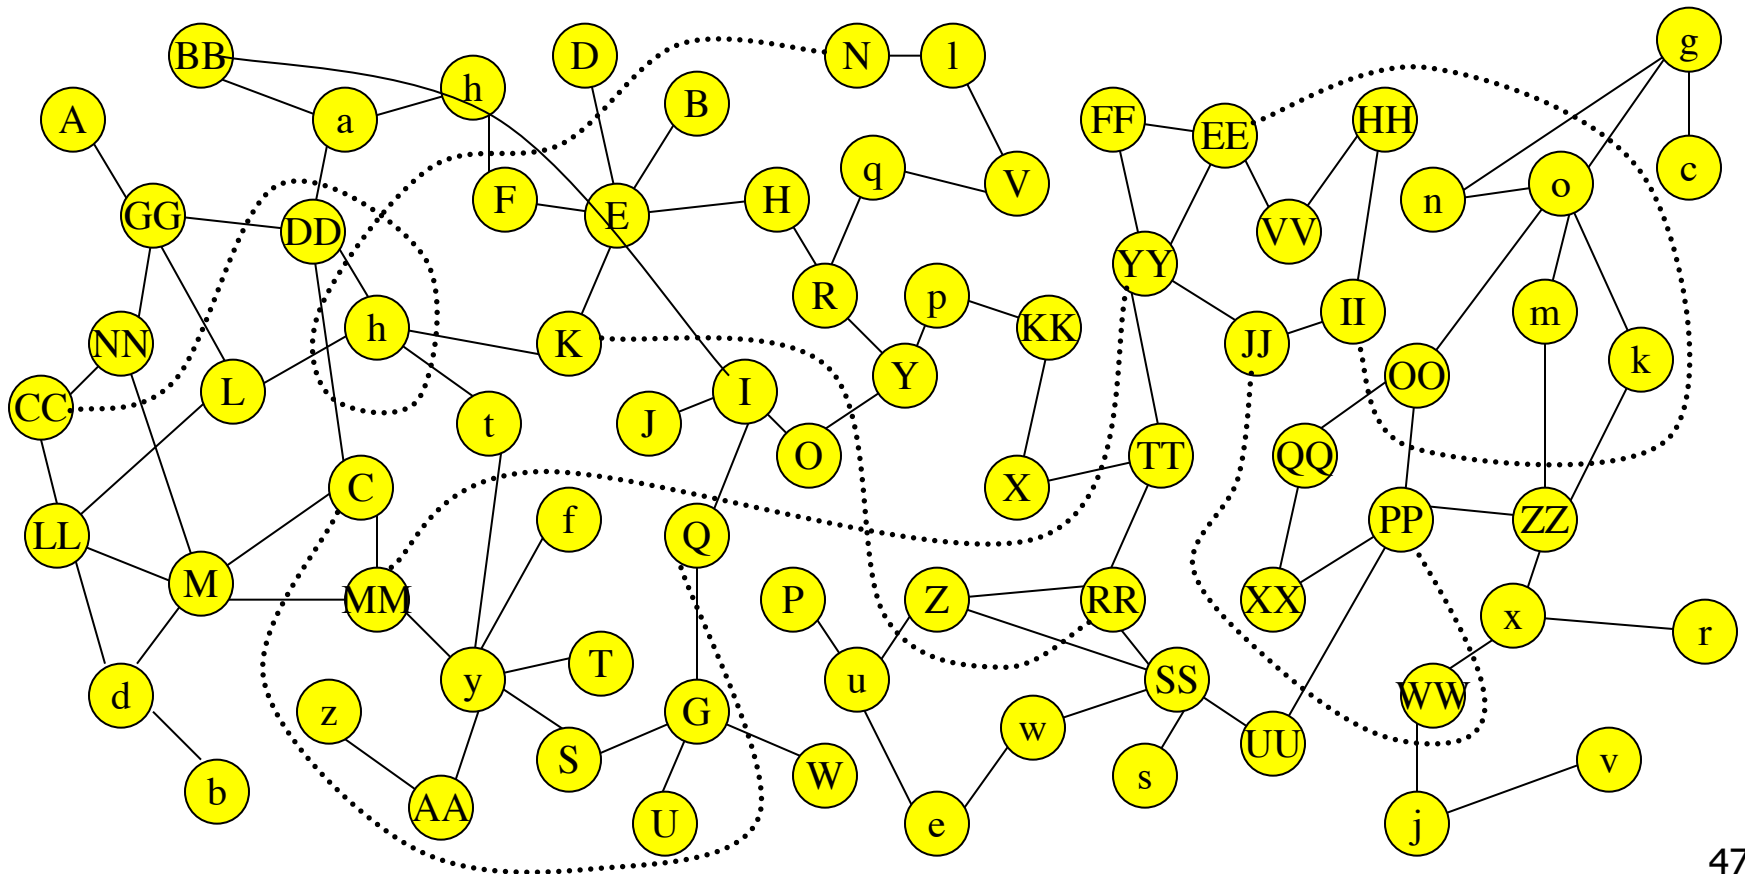 g
BB
D
N
l
h
B
A
a
FF
EE
HH
c
q
V
o
n
F
H
GG
E
DD
VV
YY
R
p
m
II
h
KK
NN
K
JJ
k
Y
OO
L
I
CC
J
t
O
TT
QQ
C
X
f
PP
ZZ
LL
Q
M
MM
P
Z
RR
XX
x
r
T
y
u
SS
d
WW
z
G
w
UU
S
v
W
s
b
AA
U
e
j
47